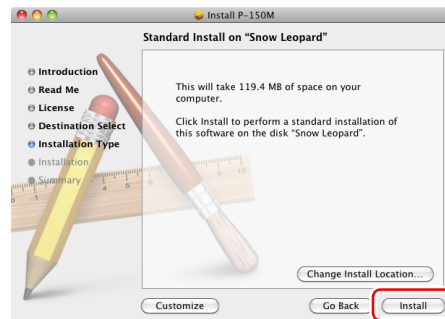 Install P-150M
Standard Install on “Snow Leopard”
Introduction
Read Me
License
Destination Select
Installation Type
Installation
Summary
This will take 119.4 MB of space on your
computer.
Click Install to perform a standard installation of
this software on the disk “Snow Leopard”.
Change Install Location...
Customize
Go Back
Install